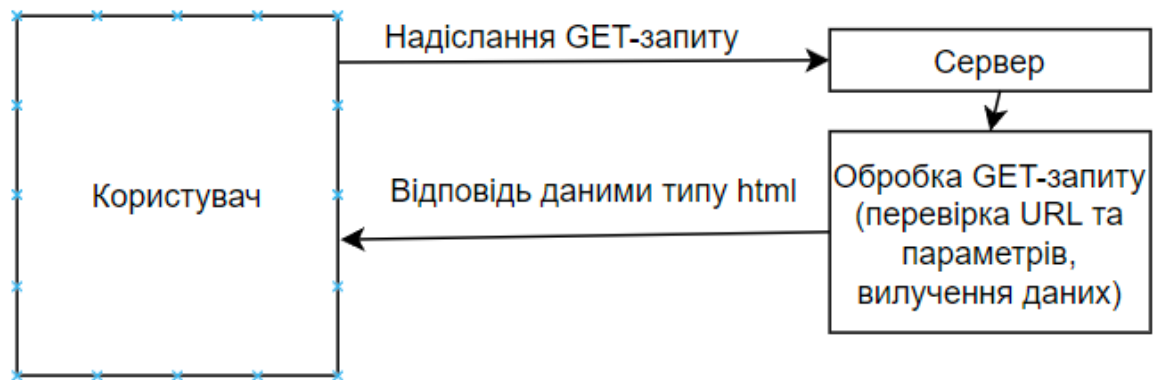 Надіслання GET-запиту
Сервер
Користувач
Відповідь даними типу html
Обробка GET-запиту
(перевірка URL та
параметрів,
вилучення даних)